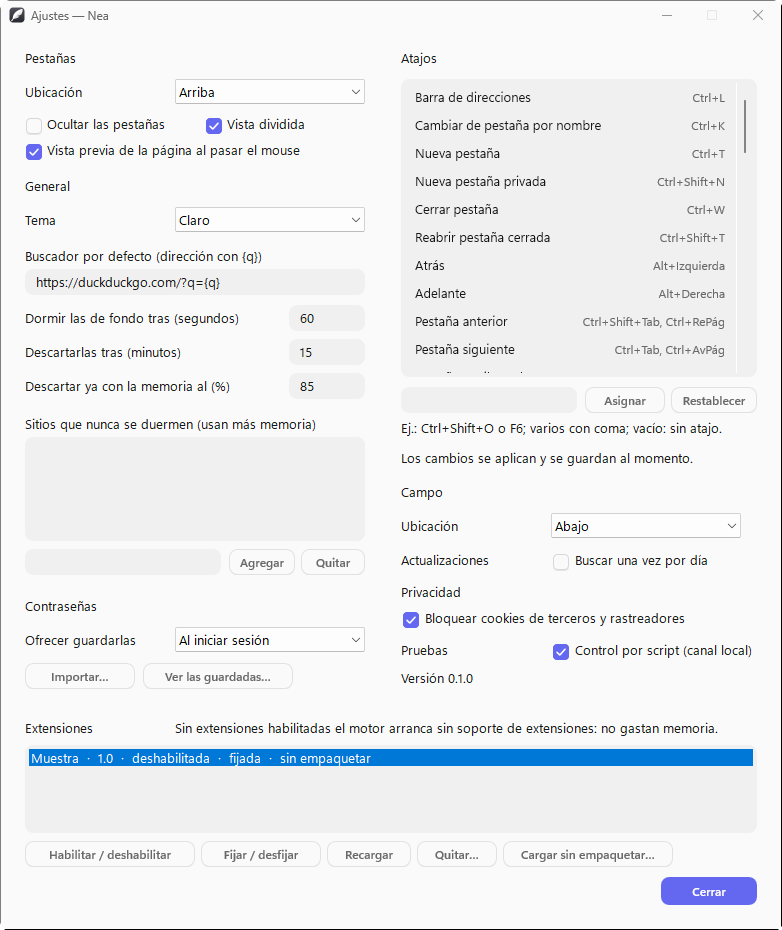 Ajustes — Nea
Pestañas
Ubicación
Arriba
Ocultar las pestañas
Vista dividida
Vista previa de la página al pasar el mouse
General
Tema
Claro
Buscador por defecto (dirección con {q})
https://duckduckgo.com/?q={q}
Dormir las de fondo tras (segundos)
60
Descartarlas tras (minutos)
15
Descartar ya con la memoria al (%)
85
Sitios que nunca se duermen (usan más memoria)
Agregar
Quitar
Contraseñas
Ofrecer guardarlas
Al iniciar sesión
Importar...
Ver las guardadas...
Atajos
Barra de direcciones Ctrl+L
Cambiar de pestaña por nombre Ctrl+K
Nueva pestaña Ctrl+T
Nueva pestaña privada Ctrl+Shift+N
Cerrar pestaña Ctrl+W
Reabrir pestaña cerrada Ctrl+Shift+T
Atrás Alt+Izquierda
Adelante Alt+Derecha
Pestaña anterior Ctrl+Shift+Tab, Ctrl+RePág
Pestaña siguiente Ctrl+Tab, Ctrl+AvPág
Asignar
Restablecer
Ej.: Ctrl+Shift+O o F6; varios con coma; vacío: sin atajo.
Los cambios se aplican y se guardan al momento.
Campo
Ubicación
Abajo
Actualizaciones
Buscar una vez por día
Privacidad
Bloquear cookies de terceros y rastreadores
Pruebas
Control por script (canal local)
Versión 0.1.0
Extensiones
Sin extensiones habilitadas el motor arranca sin soporte de extensiones: no gastan memoria.
Muestra · 1.0 · deshabilitada · fijada · sin empaquetar
Habilitar / deshabilitar
Fijar / desfijar
Recargar
Quitar...
Cargar sin empaquetar...
Cerrar